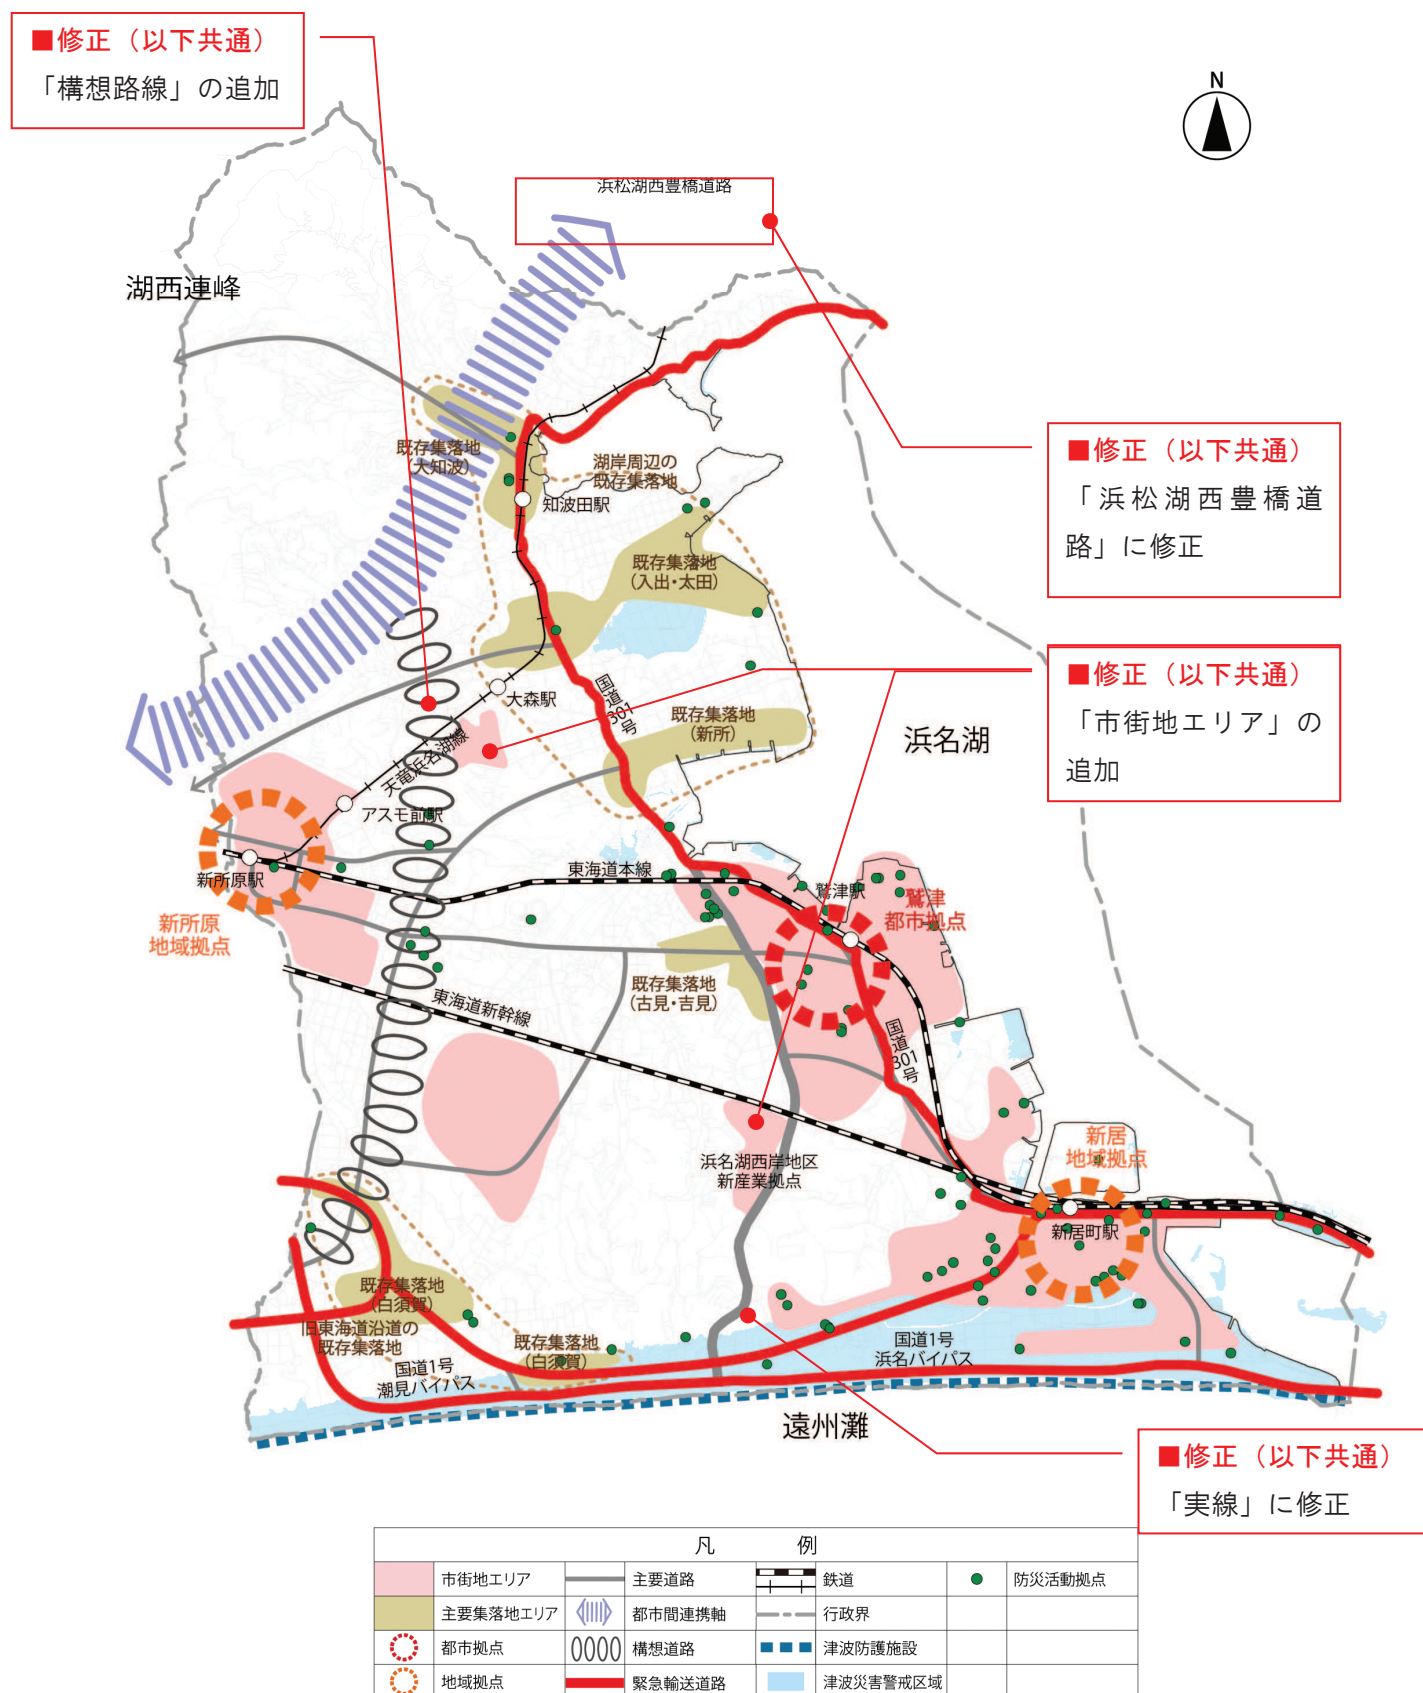 ■修正（以下共通）
「構想路線」の追加
N
浜松湖西豊橋道路
湖西連峰
■修正（以下共通）
「浜松湖西豊橋道
路」に修正
既存集落地
（大知波）
湖岸周辺の
既存集落地
知波田駅
既存集落地
（入出・太田）
■修正（以下共通）
「市街地エリア」の
追加
大森駅
国道301号
既存集落地
（新所）
浜名湖
天竜浜名湖線
アスモ前駅
東海道本線
新所原駅
鷲津駅
鷲津
都市拠点
新所原
地域拠点
既存集落地
（古見・吉見）
東海道新幹線
国道301号
新居
地域拠点
浜名湖西岸地区
新産業拠点
新居町駅
既存集落地
（白須賀）
旧東海道沿道の
既存集落地
既存集落地
（白須賀）
国道1号
潮見バイパス
国道1号
浜名バイパス
遠州灘
■修正（以下共通）
「実線」に修正
凡　例
市街地エリア 主要道路 鉄道 防災活動拠点
主要集落地エリア 都市間連携軸 行政界
都市拠点 構想道路 津波防護施設
地域拠点 緊急輸送道路 津波災害警戒区域